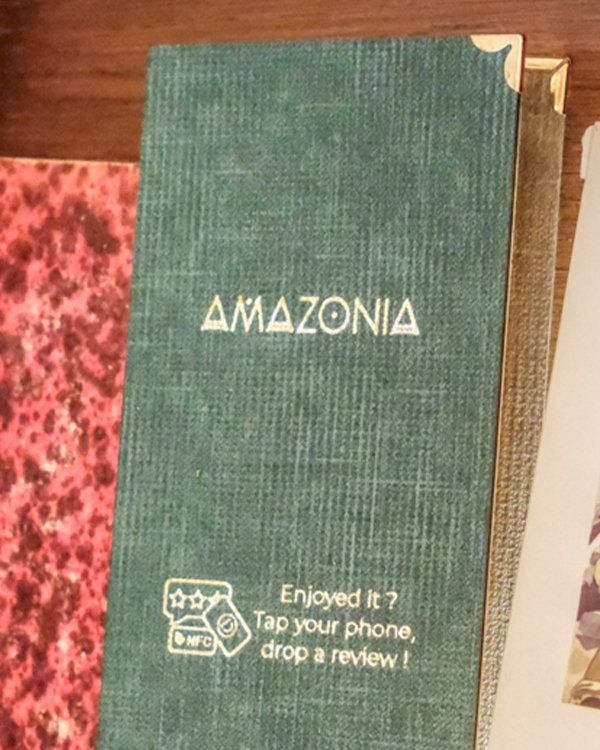 AMAZONIA
NFC
Enjoyed it ?
Tap your phone,
drop a review !